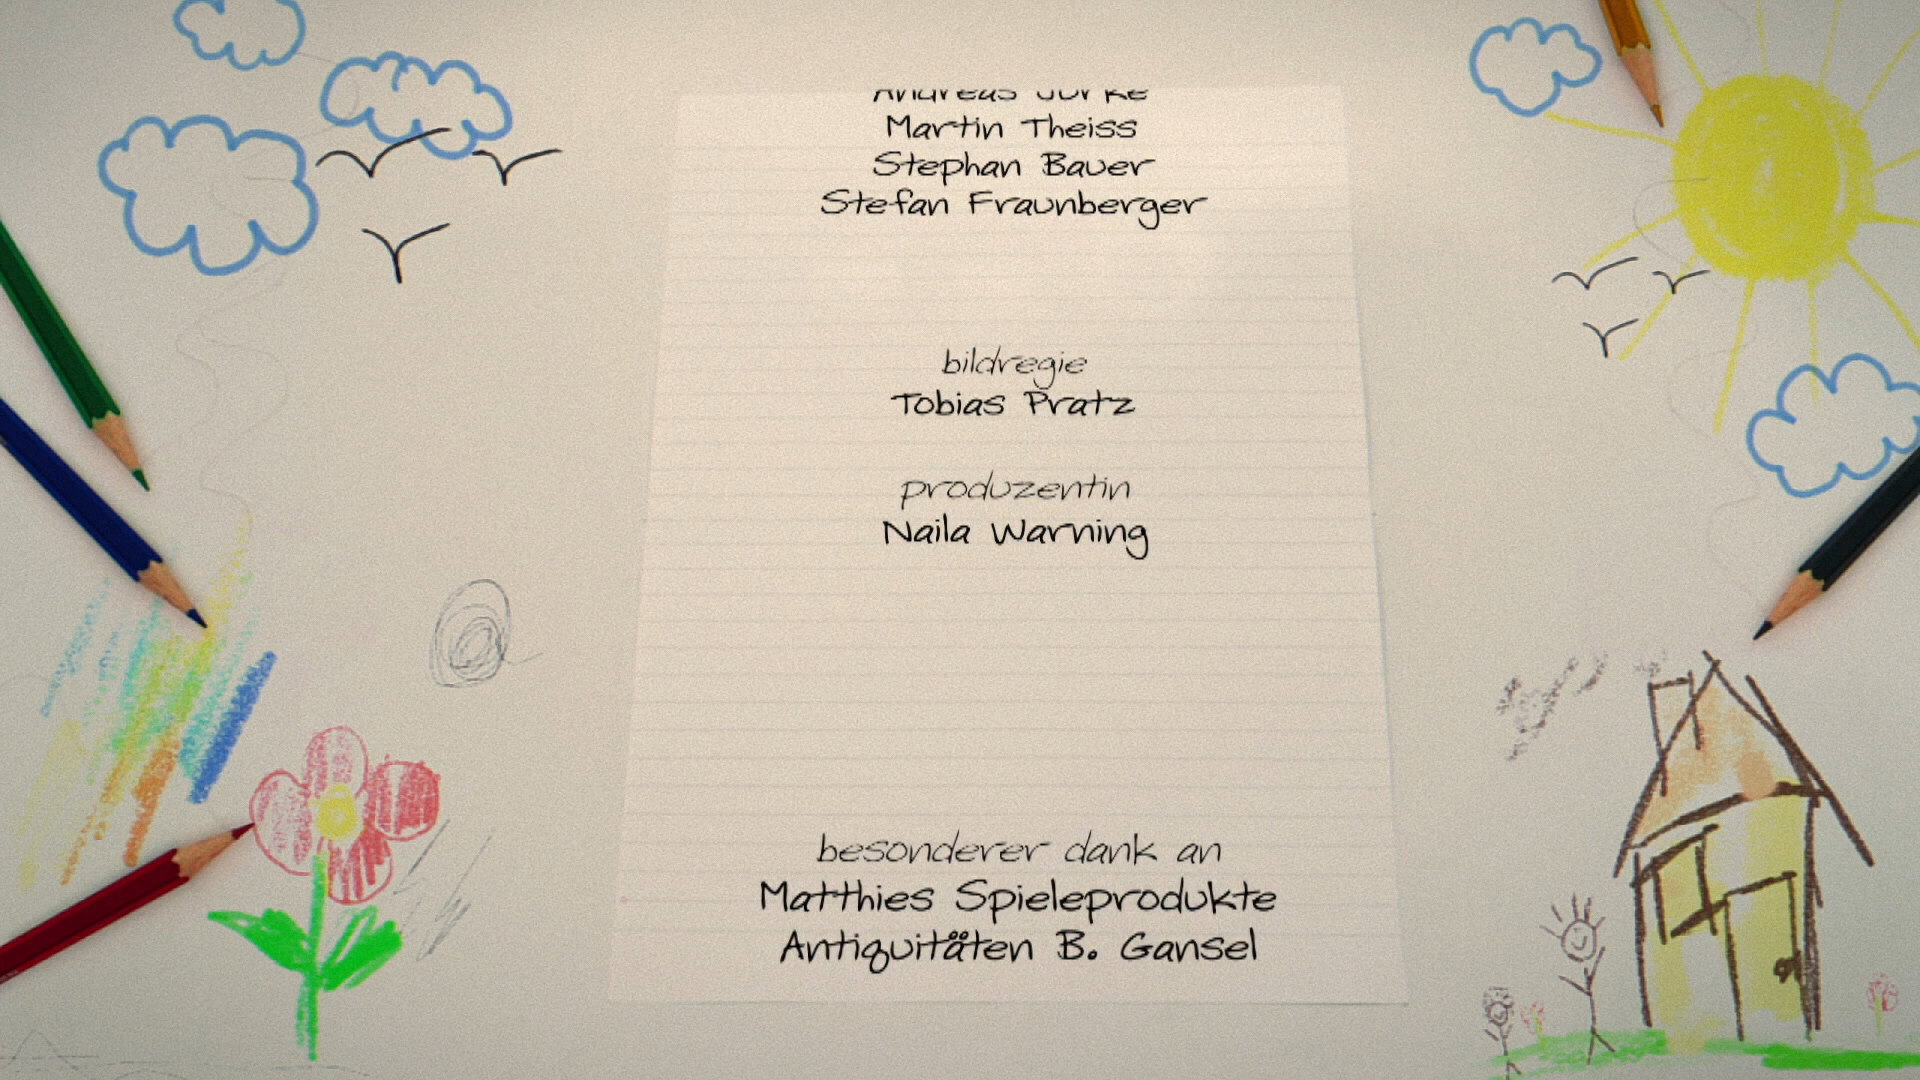 Martin Theiss
Stephan Bauer
Stefan Fraunberger
bildregie
Tobias Pratz
produzentin
Naila Warning
besonderer dank an
Matthies Spieleprodukte
Antiquitäten B. Gansel